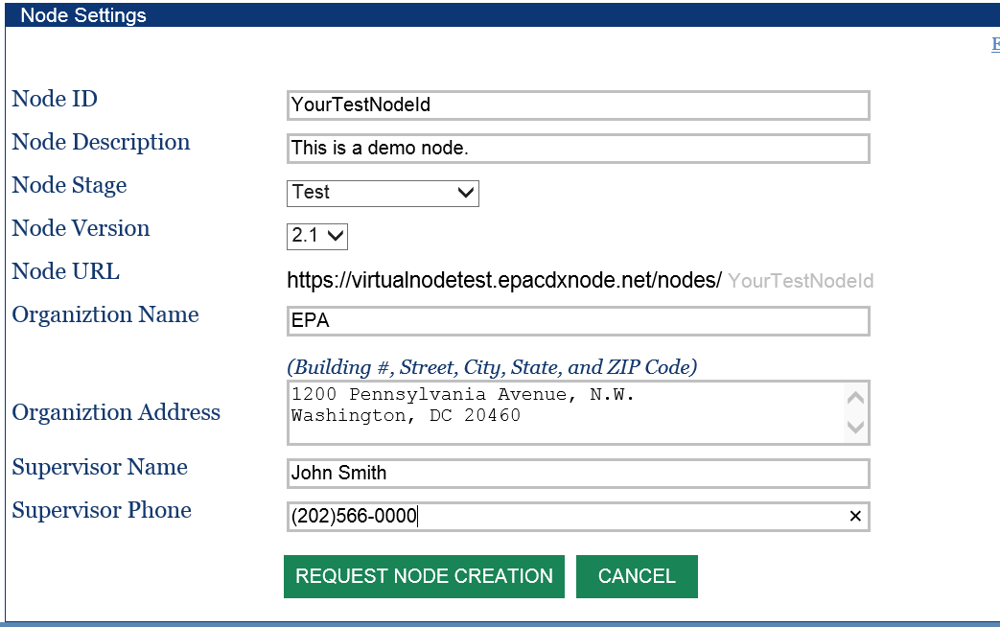 Node Settings
E
Node ID
YourTestNodeId
Node Description
This is a demo node.
Node Stage
Test
Node Version
2.1
Node URL
https://virtualnodetest.epacdxnode.net/nodes/ YourTestNodeId
Organiztion Name
EPA
(Building #, Street, City, State, and ZIP Code)
Organiztion Address
1200 Pennsylvania Avenue, N.W.
Washington, DC 20460
Supervisor Name
John Smith
Supervisor Phone
(202)566-0000
REQUEST NODE CREATION
CANCEL